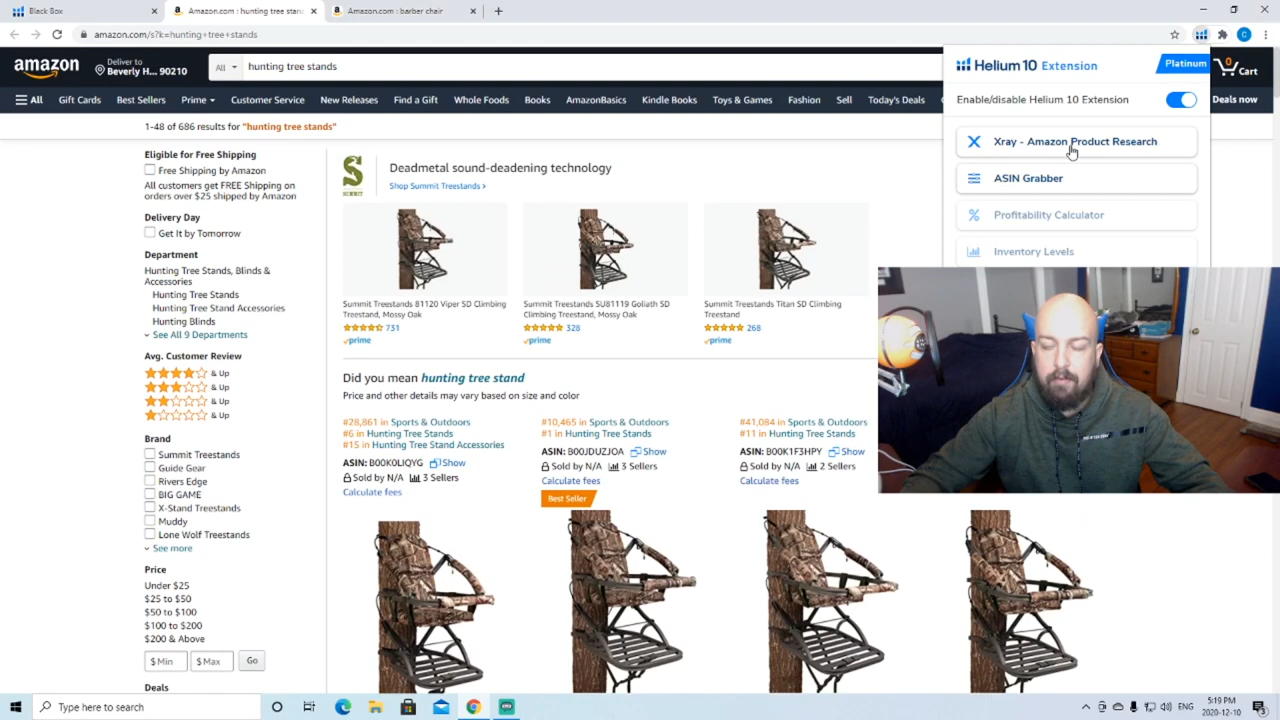 Black Box
Amazon.com : hunting tree stan
Amazon.com : barber chair
amazon.com/s?k=hunting+tree+stands
C
amazon
Deliver to
Beverly H... 90210
All
hunting tree stands
0
Cart
All
Gift Cards
Best Sellers
Prime
Customer Service
New Releases
Find a Gift
Whole Foods
Books
AmazonBasics
Kindle Books
Toys & Games
Fashion
Sell
Today's Deals
Deals now
Helium 10 Extension
Platinum
Enable/disable Helium 10 Extension
Xray - Amazon Product Research
ASIN Grabber
Profitability Calculator
Inventory Levels
1-48 of 686 results for "hunting tree stands"
Eligible for Free Shipping
Free Shipping by Amazon
All customers get FREE Shipping on
orders over $25 shipped by Amazon
Delivery Day
Get It by Tomorrow
Department
Hunting Tree Stands, Blinds &
Accessories
Hunting Tree Stands
Hunting Tree Stand Accessories
Hunting Blinds
See All 9 Departments
Avg. Customer Review
& Up
& Up
& Up
& Up
Brand
Summit Treestands
Guide Gear
Rivers Edge
BIG GAME
X-Stand Treestands
Muddy
Lone Wolf Treestands
See more
Price
Under $25
$25 to $50
$50 to $100
$100 to $200
$200 & Above
$ Min
$ Max
Go
Deals
S
SUMMIT
Deadmetal sound-deadening technology
Shop Summit Treestands ›
Summit Treestands 81120 Viper SD Climbing
Treestand, Mossy Oak
731
prime
Summit Treestands SU81119 Goliath SD
Climbing Treestand, Mossy Oak
328
prime
Summit Treestands Titan SD Climbing
Treestand
268
prime
Did you mean hunting tree stand
Price and other details may vary based on size and color
#28,861 in Sports & Outdoors
#6 in Hunting Tree Stands
#15 in Hunting Tree Stand Accessories
ASIN: B00K0LIQYG Show
Sold by N/A 3 Sellers
Calculate fees
#10,465 in Sports & Outdoors
#1 in Hunting Tree Stands
ASIN: B00JDUZJOA Show
Sold by N/A 3 Sellers
Calculate fees
Best Seller
#41,084 in Sports & Outdoors
#11 in Hunting Tree Stands
ASIN: B00K1F3HPY Show
Sold by N/A 2 Sellers
Calculate fees
Type here to search
ENG
5:19 PM
2020-12-10
3